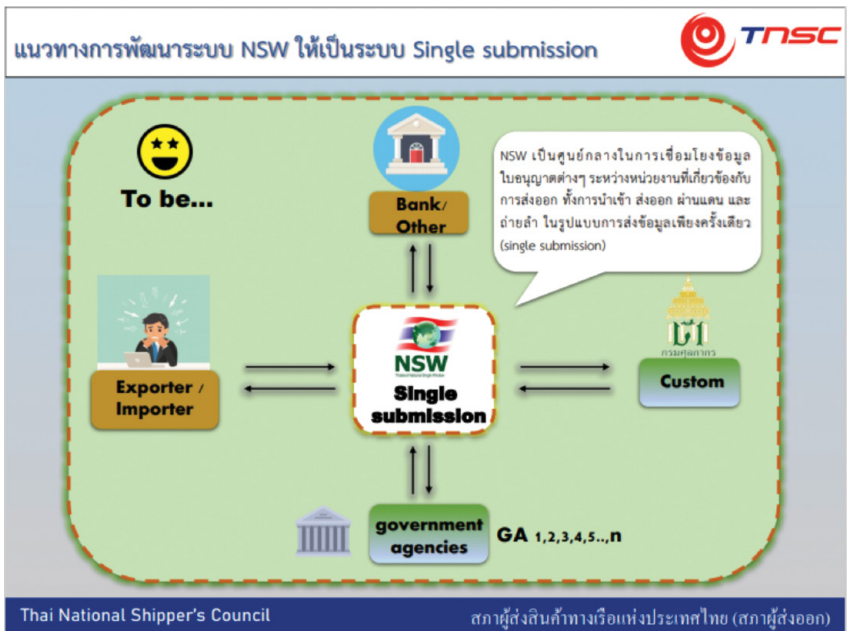 แนวทางการพัฒนาระบบ NSW ให้เป็นระบบ Single submission
TNSC
To be...
Bank/
Other
NSW เป็นศูนย์กลางในการเชื่อมโยงข้อมูล
ใบอนุญาตต่างๆ ระหว่างหน่วยงานที่เกี่ยวข้องกับ
การส่งออก ทั้งการนำเข้า ส่งออก ผ่านแดน และ
ถ่ายลำ ในรูปแบบการส่งข้อมูลเพียงครั้งเดียว
(single submission)
Exporter /
Importer
NSW
Thailand National Single Window
Single
submission
กรมศุลกากร
Custom
government
agencies
GA 1,2,3,4,5..,n
Thai National Shipper's Council
สภาผู้ส่งสินค้าทางเรือแห่งประเทศไทย (สภาผู้ส่งออก)